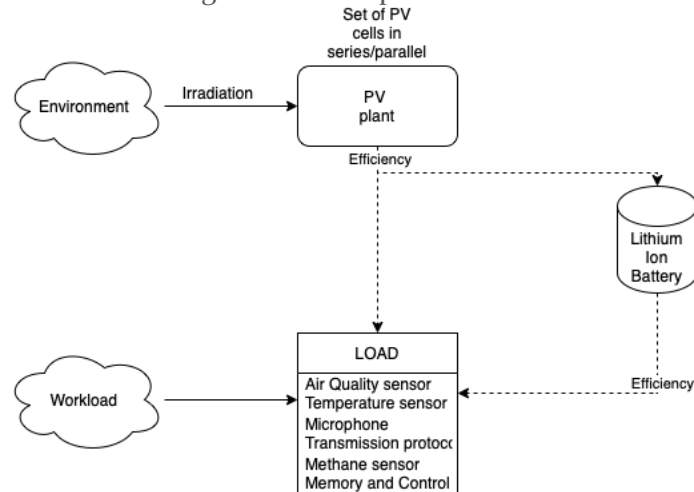 Set of PV
cells in
series/parallel
Environment
Irradiation
PV
plant
Efficiency
Lithium
Ion
Battery
LOAD
Air Quality sensor
Temperature sensor
Microphone
Transmission
Methane sensor
Memory and Control
Workload
Efficiency